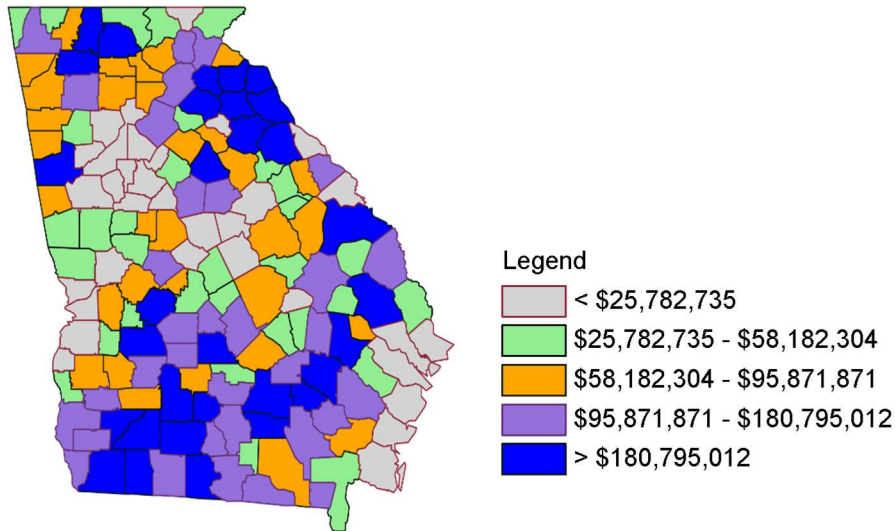 Legend
< $25,782,735
$25,782,735 - $58,182,304
$58,182,304 - $95,871,871
$95,871,871 - $180,795,012
> $180,795,012